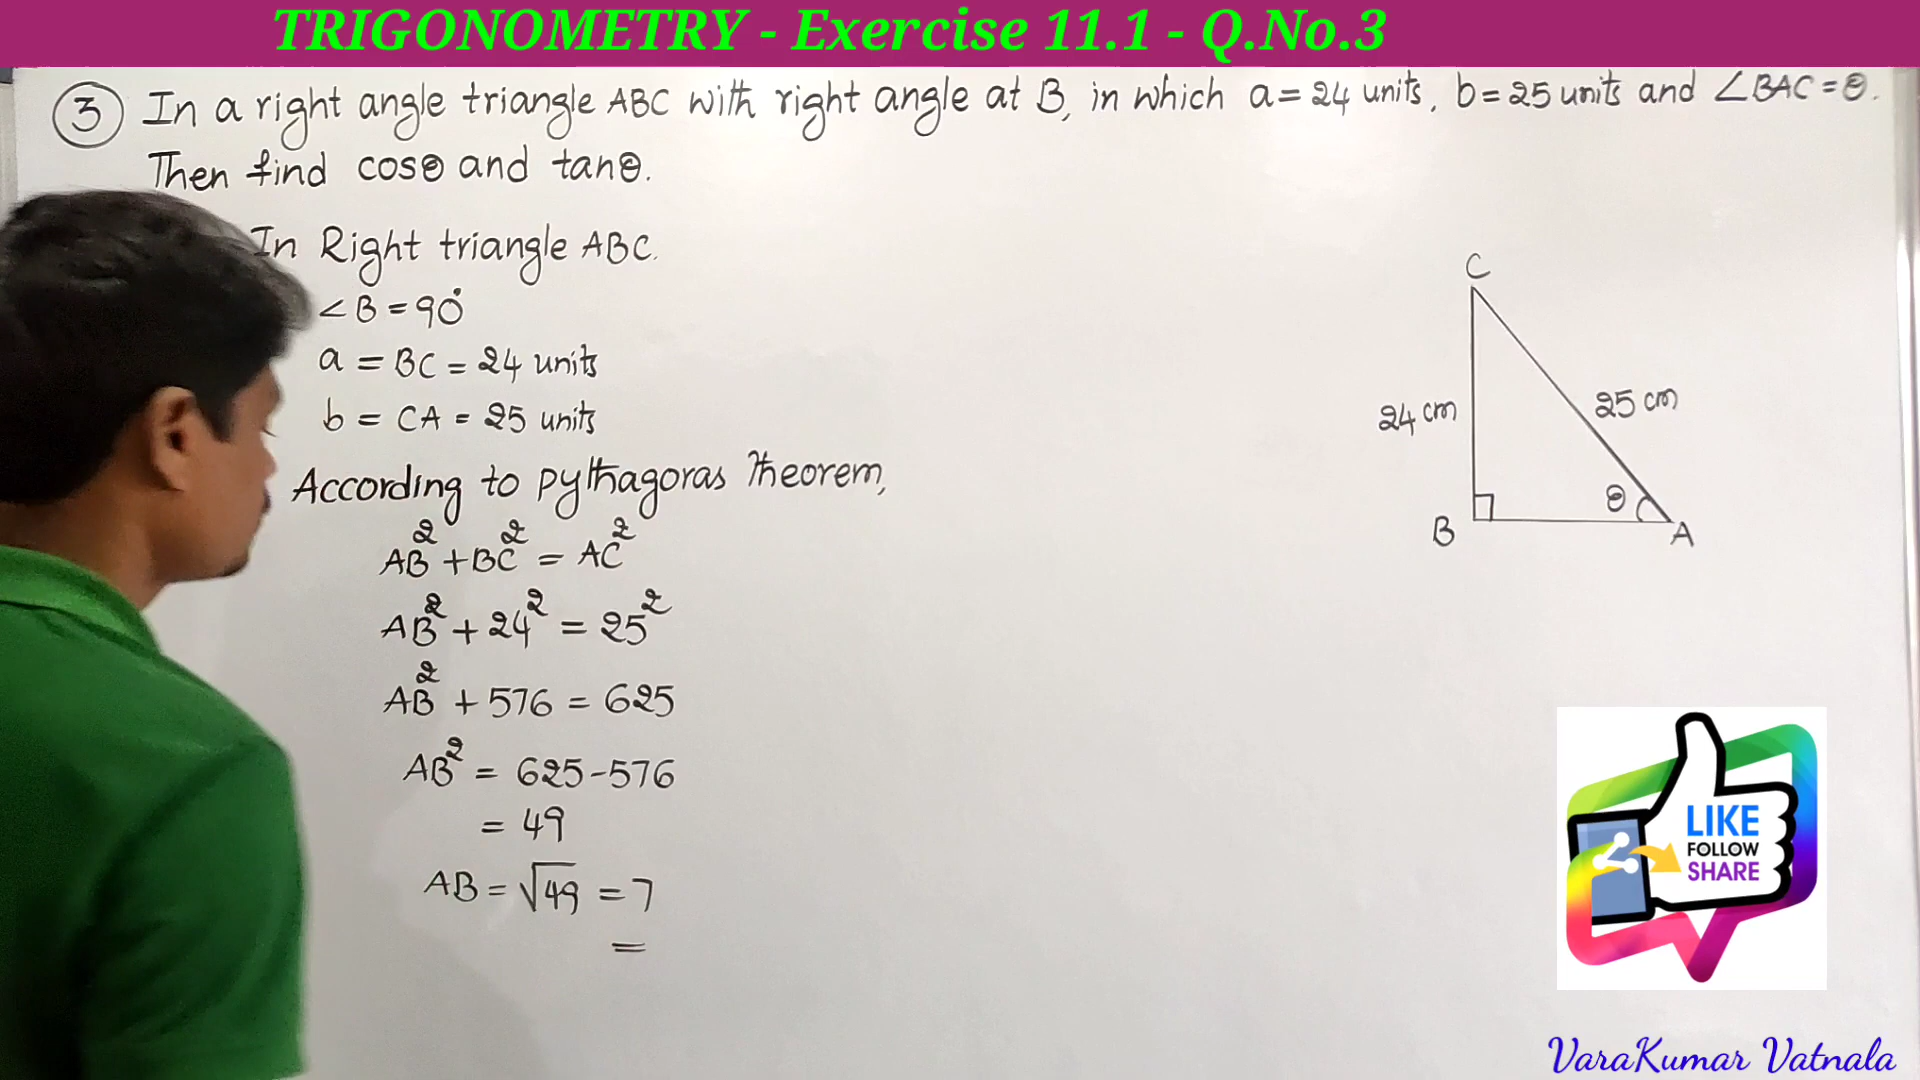 TRIGONOMETRY - Exercise 11.1 - Q.No.3
3 In a right angle triangle ABC with right angle at B, in which a = 24 units, b = 25 units and ∠BAC = θ.
Then find cosθ and tanθ.
In Right triangle ABC.
∠B = 90°
a = BC = 24 units
b = CA = 25 units
According to pythagoras Theorem,
AB² + BC² = AC²
AB² + 24² = 25²
AB² + 576 = 625
AB² = 625 - 576
= 49
AB = √49 = 7
=
C
24 cm
25 cm
θ
B
A
LIKE
FOLLOW
SHARE
VaraKumar Vatnala